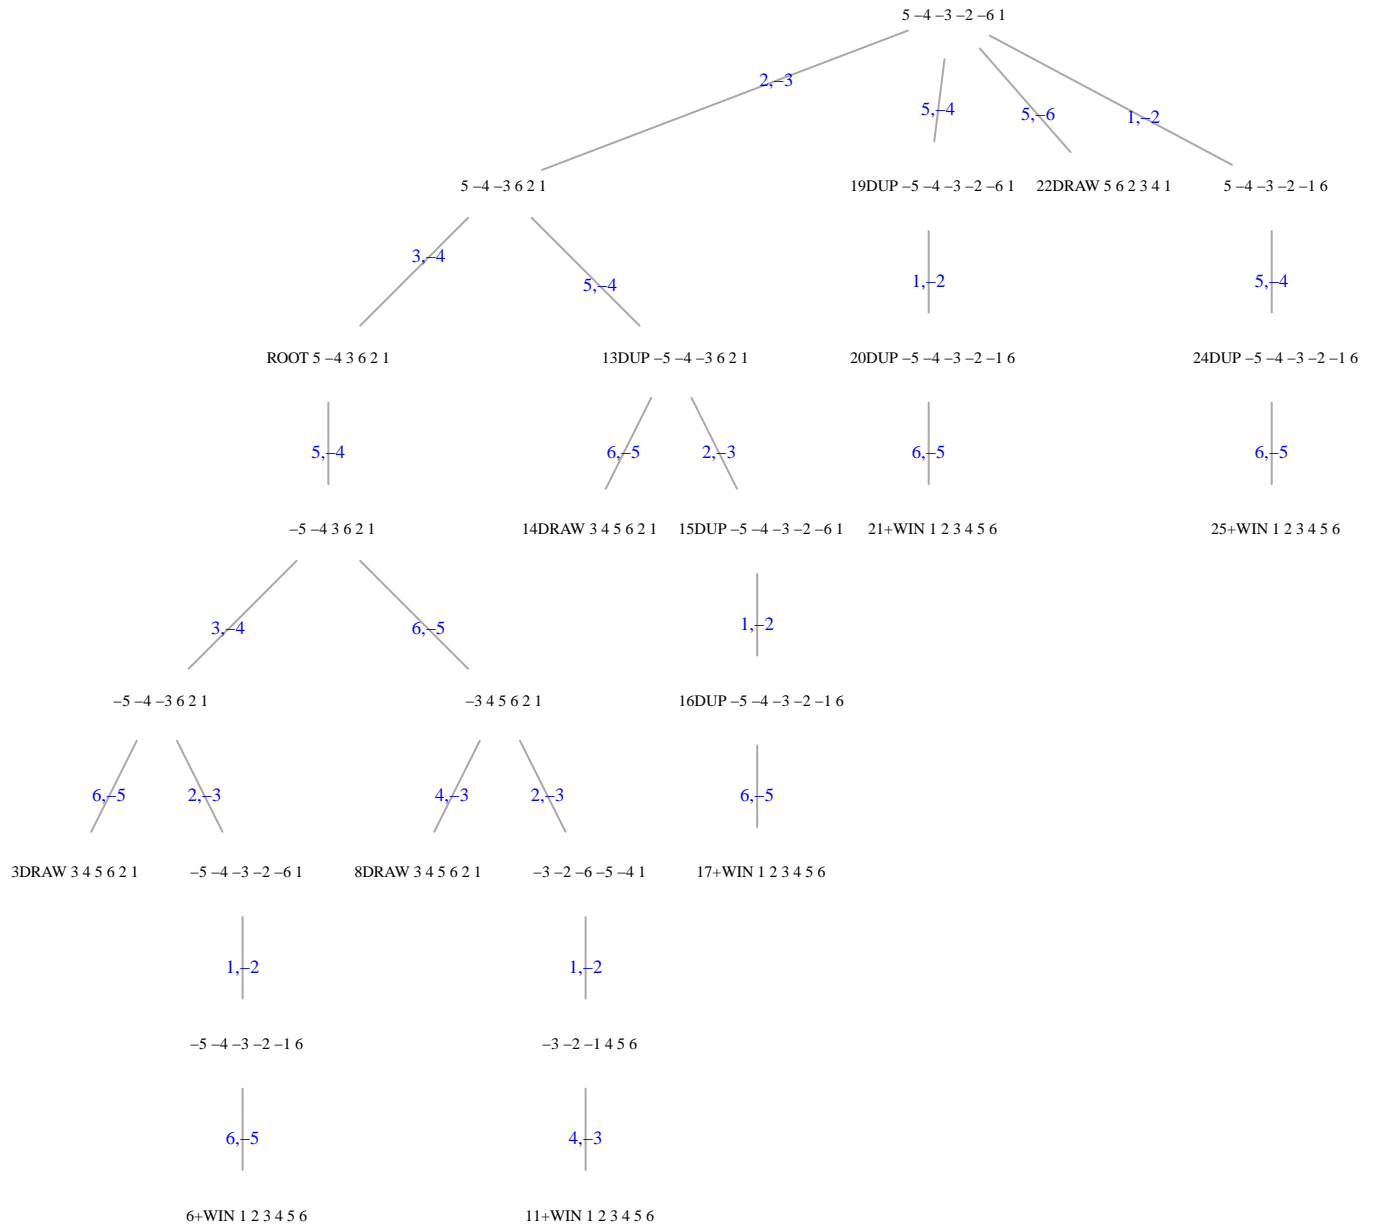 5 –4 –3 –2 –6 1
2,–3
5,–4
5,–6
1,–2
5 –4 –3 6 2 1
19DUP –5 –4 –3 –2 –6 1
22DRAW 5 6 2 3 4 1
5 –4 –3 –2 –1 6
3,–4
5,–4
1,–2
5,–4
ROOT 5 –4 3 6 2 1
13DUP –5 –4 –3 6 2 1
20DUP –5 –4 –3 –2 –1 6
24DUP –5 –4 –3 –2 –1 6
5,–4
6,–5
2,–3
6,–5
6,–5
–5 –4 3 6 2 1
14DRAW 3 4 5 6 2 1
15DUP –5 –4 –3 –2 –6 1
21+WIN 1 2 3 4 5 6
25+WIN 1 2 3 4 5 6
3,–4
6,–5
1,–2
–5 –4 –3 6 2 1
–3 4 5 6 2 1
16DUP –5 –4 –3 –2 –1 6
6,–5
2,–3
4,–3
2,–3
6,–5
3DRAW 3 4 5 6 2 1
–5 –4 –3 –2 –6 1
8DRAW 3 4 5 6 2 1
–3 –2 –6 –5 –4 1
17+WIN 1 2 3 4 5 6
1,–2
1,–2
–5 –4 –3 –2 –1 6
–3 –2 –1 4 5 6
6,–5
4,–3
6+WIN 1 2 3 4 5 6
11+WIN 1 2 3 4 5 6